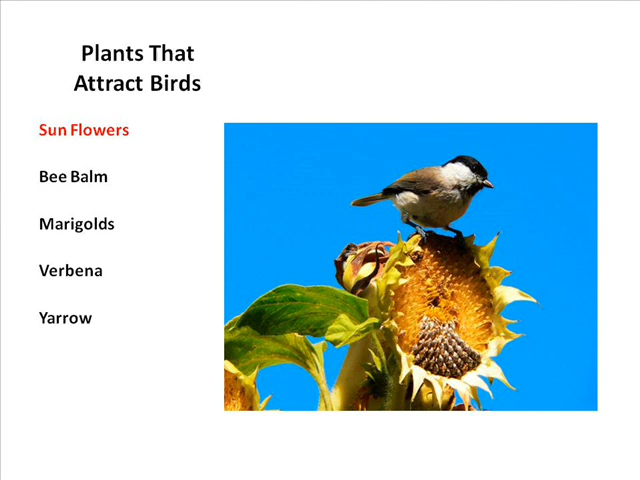 Plants That
Attract Birds
Sun Flowers
Bee Balm
Marigolds
Verbena
Yarrow